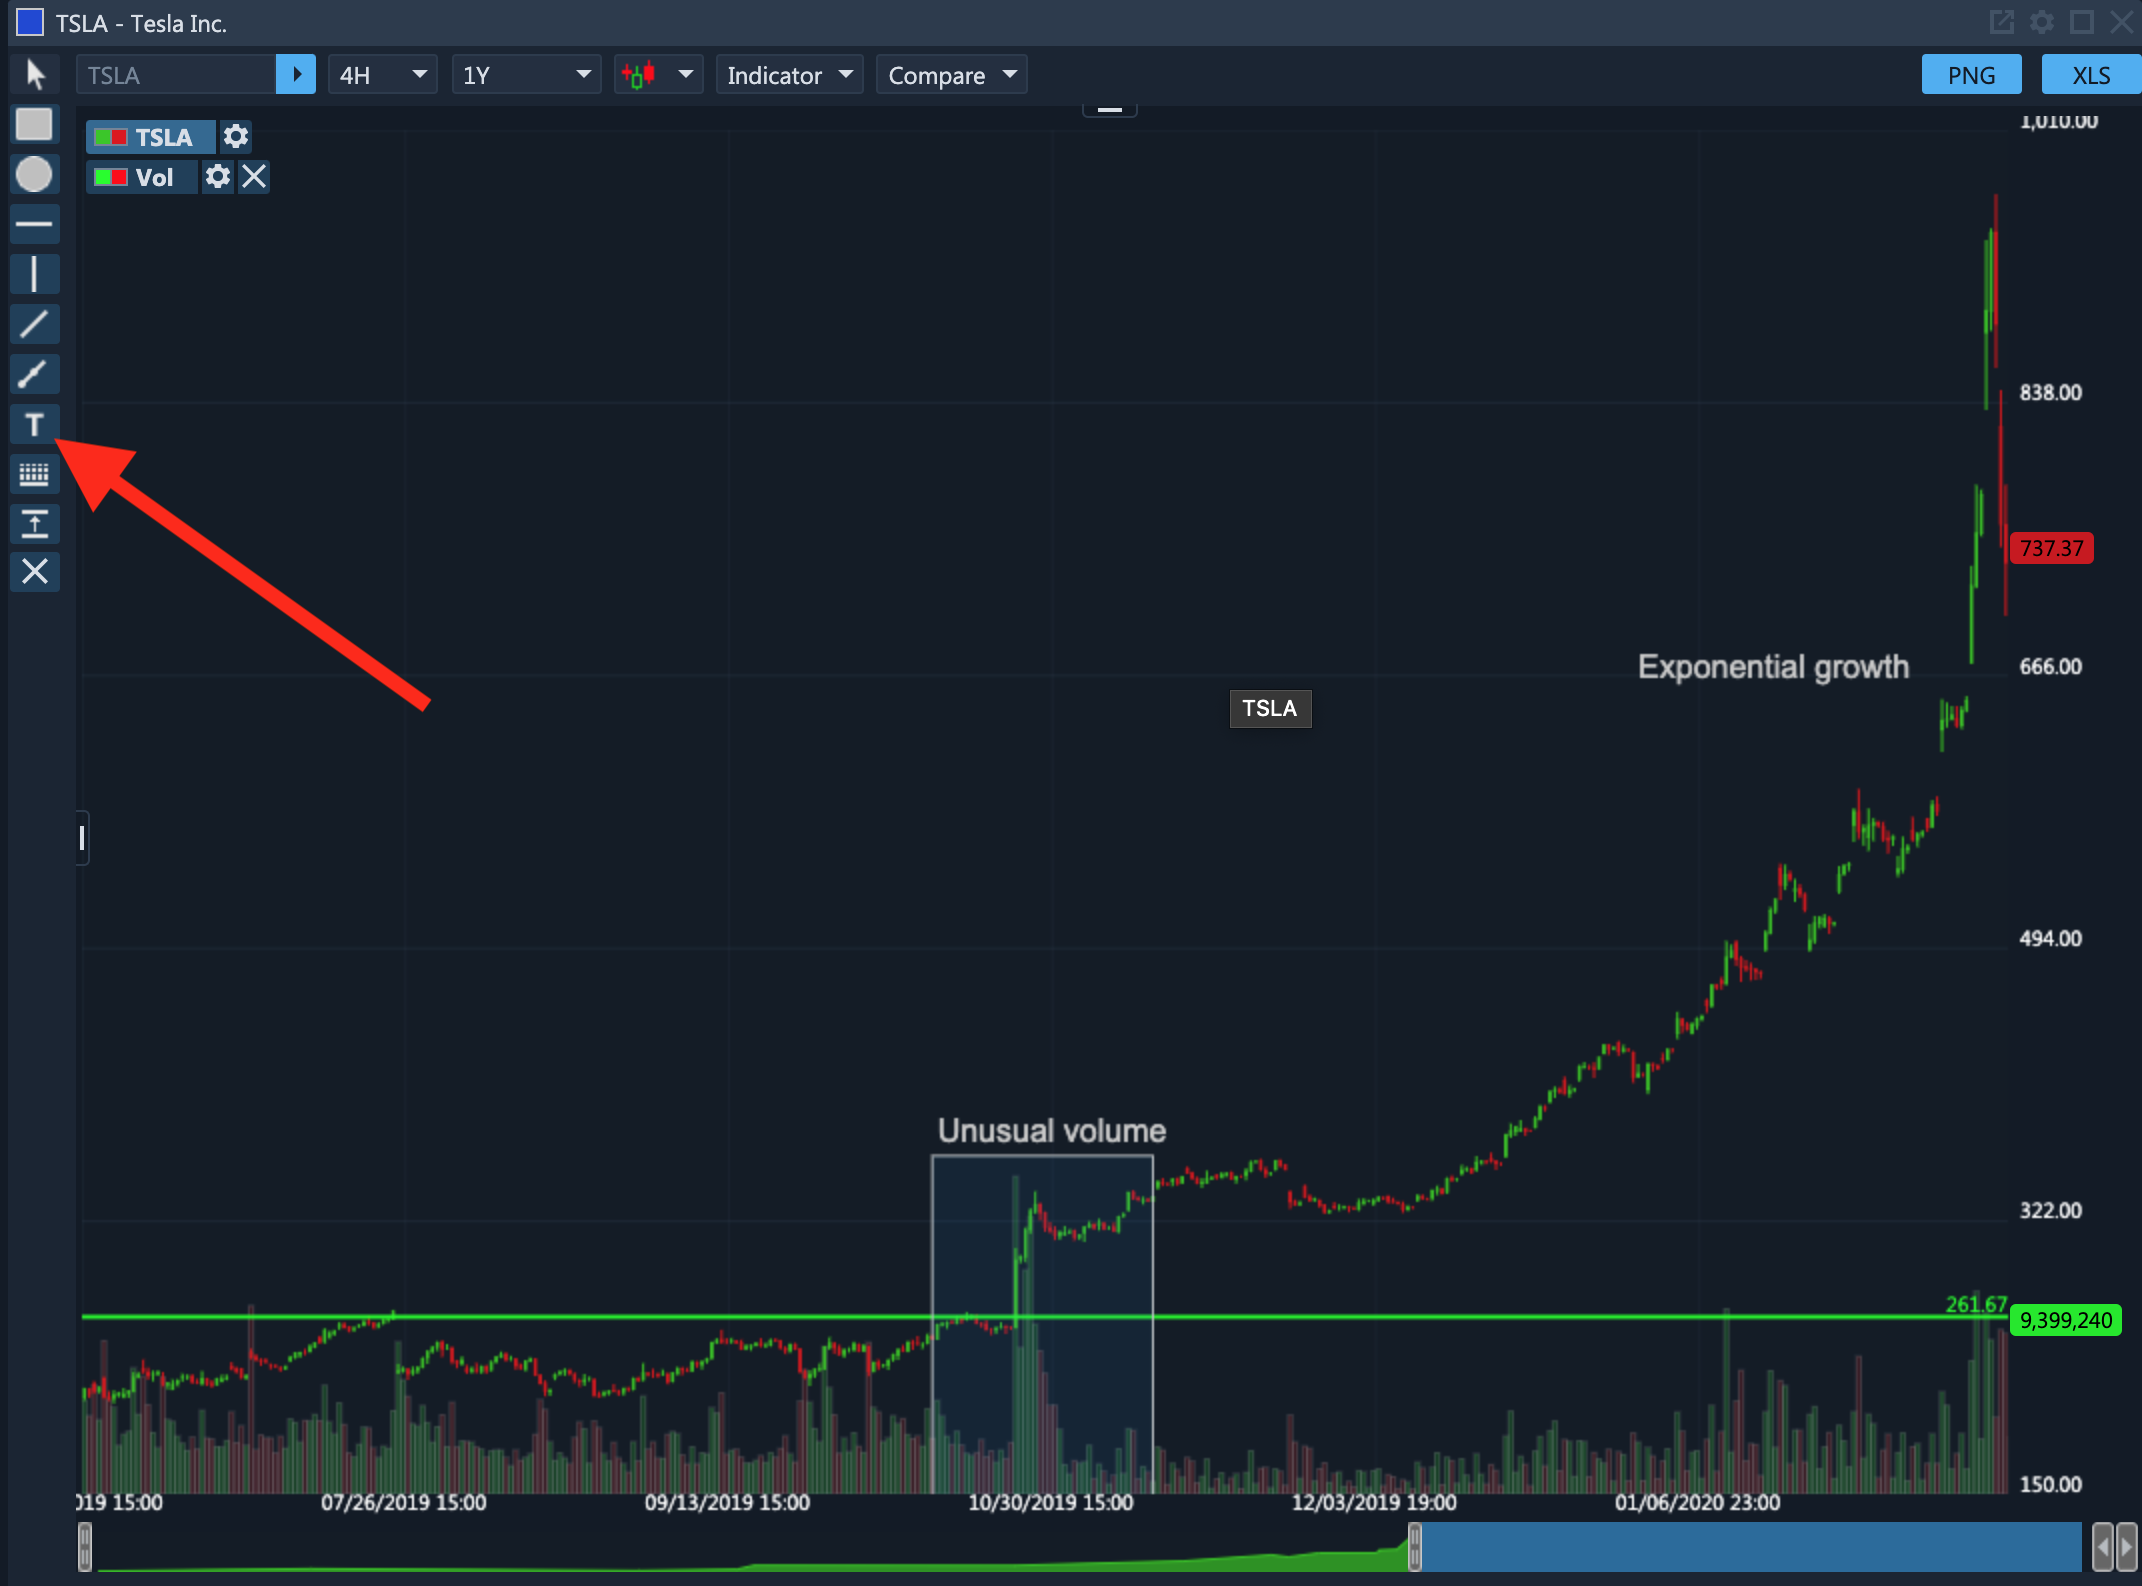 TSLA - Tesla Inc.
TSLA
4H
1Y
Indicator
Compare
PNG
XLS
TSLA
Vol
T
1,010.00
838.00
737.37
666.00
Exponential growth
TSLA
494.00
Unusual volume
322.00
261.67
9,399,240
150.00
019 15:00
07/26/2019 15:00
09/13/2019 15:00
10/30/2019 15:00
12/03/2019 19:00
01/06/2020 23:00